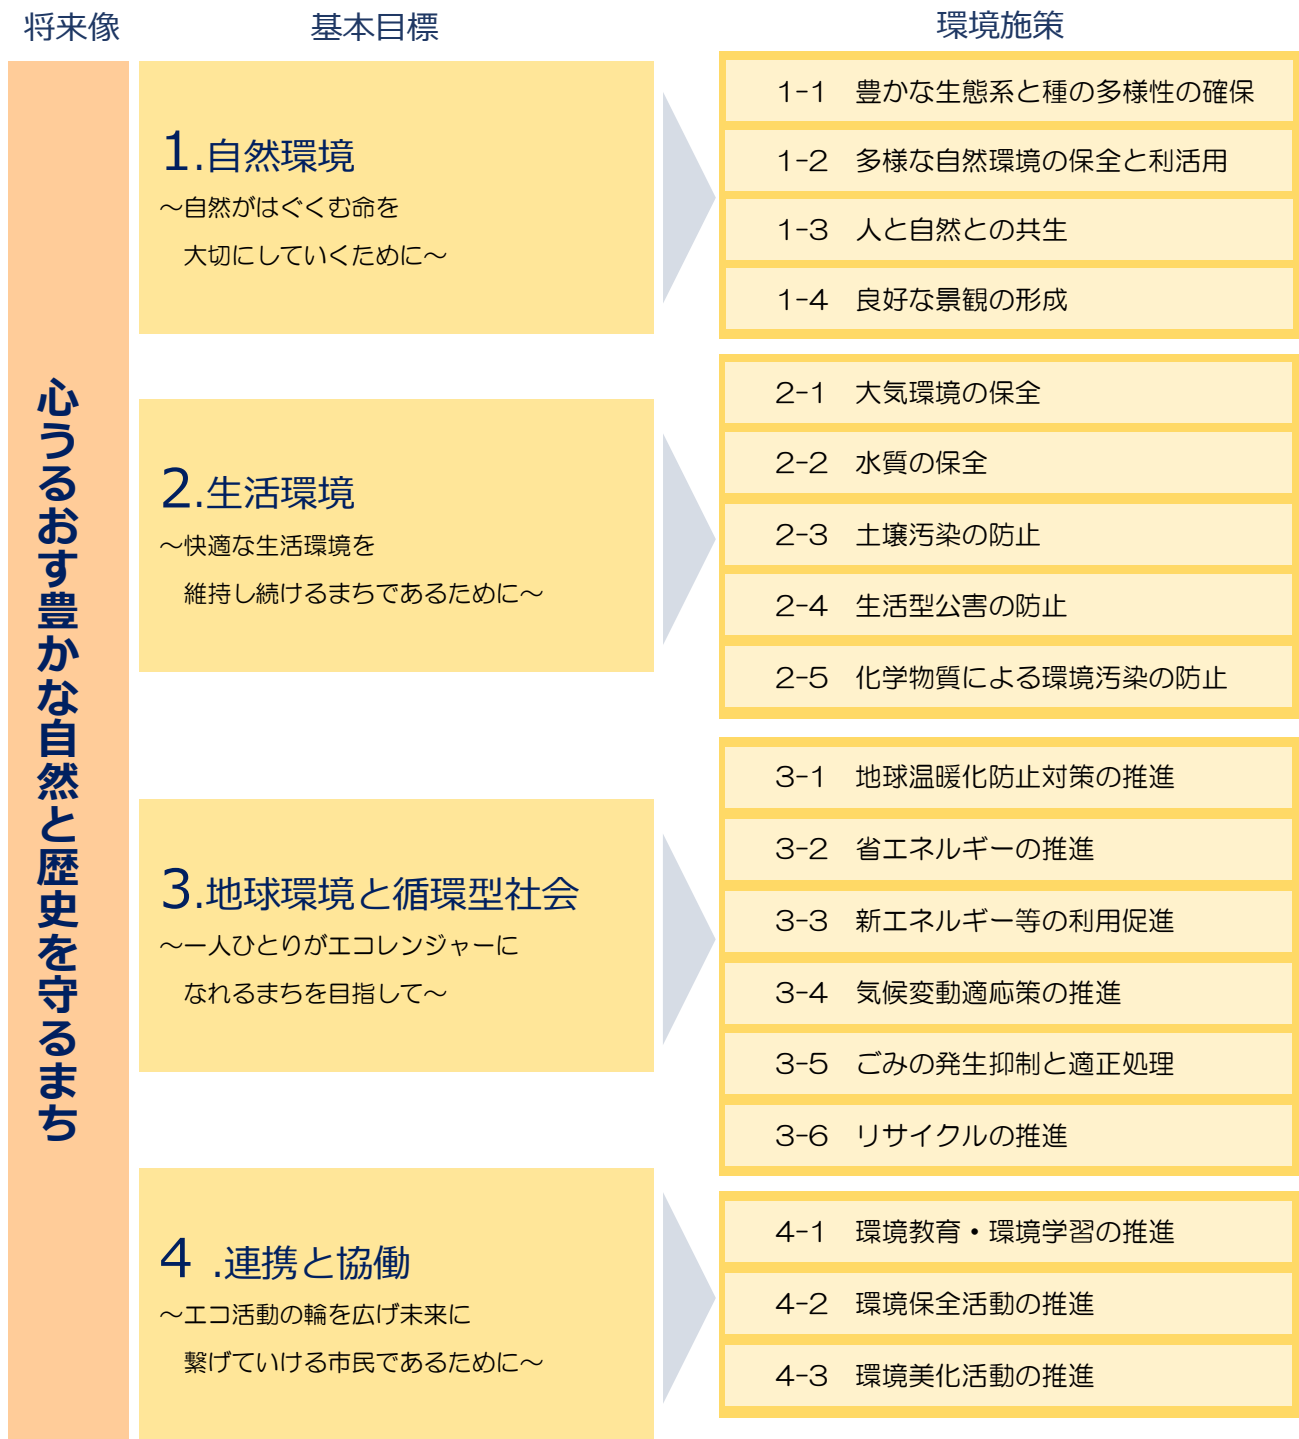 将来像
基本目標
環境施策
心うるおす豊かな自然と歴史を守るまち
1.自然環境
～自然がはぐくむ命を
大切にしていくために～
1-1 豊かな生態系と種の多様性の確保
1-2 多様な自然環境の保全と利活用
1-3 人と自然との共生
1-4 良好な景観の形成
2.生活環境
～快適な生活環境を
維持し続けるまちであるために～
2-1 大気環境の保全
2-2 水質の保全
2-3 土壌汚染の防止
2-4 生活型公害の防止
2-5 化学物質による環境汚染の防止
3.地球環境と循環型社会
～一人ひとりがエコレンジャーに
なれるまちを目指して～
3-1 地球温暖化防止対策の推進
3-2 省エネルギーの推進
3-3 新エネルギー等の利用促進
3-4 気候変動適応策の推進
3-5 ごみの発生抑制と適正処理
3-6 リサイクルの推進
4 .連携と協働
～エコ活動の輪を広げ未来に
繋げていける市民であるために～
4-1 環境教育・環境学習の推進
4-2 環境保全活動の推進
4-3 環境美化活動の推進